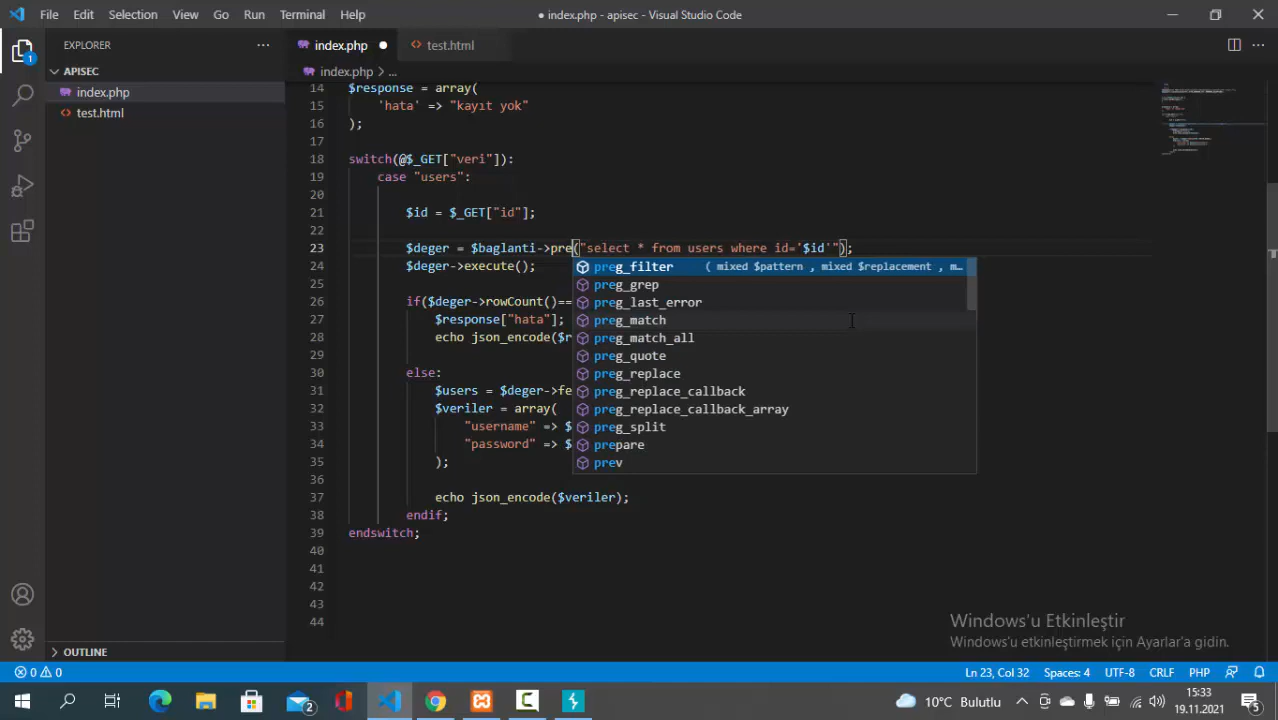 File Edit Selection View Go Run Terminal Help
● index.php - apisec - Visual Studio Code
EXPLORER
index.php
test.html
APISEC
index.php > ...
index.php
test.html
14 $response = array(
15 'hata' => "kayıt yok"
16 );
17
18 switch(@$_GET["veri"]):
19 case "users":
20
21 $id = $_GET["id"];
22
23 $deger = $baglanti->pre("select * from users where id='$id'");
24 $deger->execute();
preg_filter ( mixed $pattern , mixed $replacement , m…
25
preg_grep
26 if($deger->rowCount()==
preg_last_error
27 $response["hata"];
preg_match
28 echo json_encode($r
preg_match_all
29
preg_quote
30 else:
preg_replace
31 $users = $deger->fe
preg_replace_callback
32 $veriler = array(
preg_replace_callback_array
33 "username" => $
preg_split
34 "password" => $
prepare
35 );
prev
36
37 echo json_encode($veriler);
38 endif;
39 endswitch;
40
41
42
43
44
Windows'u Etkinleştir
Windows'u etkinleştirmek için Ayarlar'a gidin.
OUTLINE
0 0
Ln 23, Col 32 Spaces: 4 UTF-8 CRLF PHP
1
2
10°C Bulutlu
15:33
19.11.2021
5